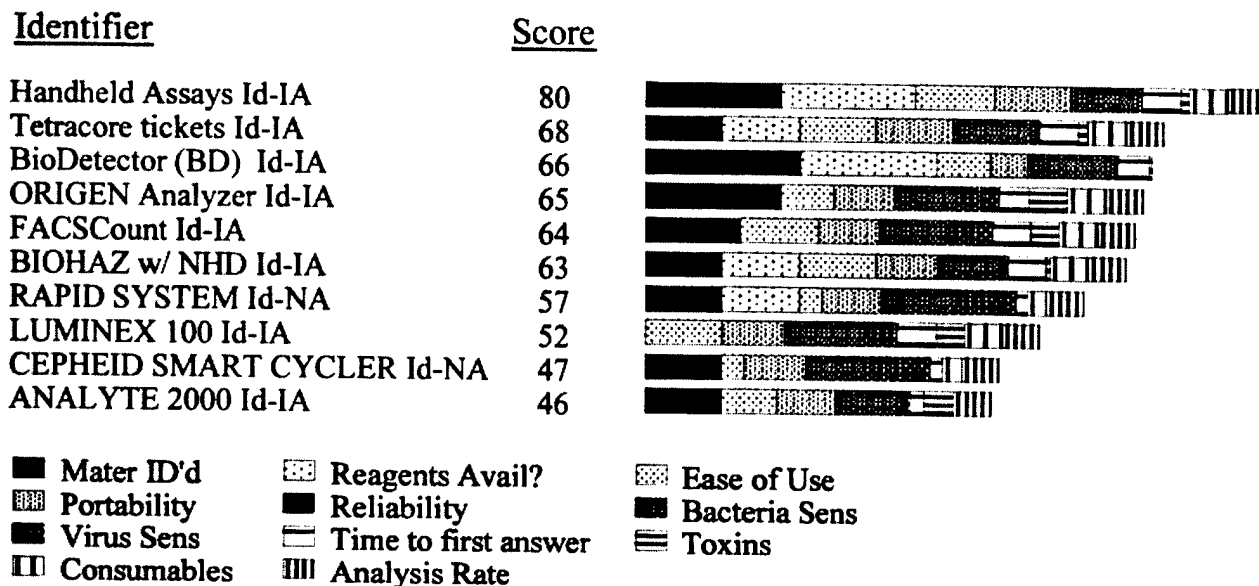 Identifier Score
Handheld Assays Id-IA 80
Tetracore tickets Id-IA 68
BioDetector (BD) Id-IA 66
ORIGEN Analyzer Id-IA 65
FACSCount Id-IA 64
BIOHAZ w/ NHD Id-IA 63
RAPID SYSTEM Id-NA 57
LUMINEX 100 Id-IA 52
CEPHEID SMART CYCLER Id-NA 47
ANALYTE 2000 Id-IA 46
Mater ID'd Reagents Avail? Ease of Use
Portability Reliability Bacteria Sens
Virus Sens Time to first answer Toxins
Consumables Analysis Rate